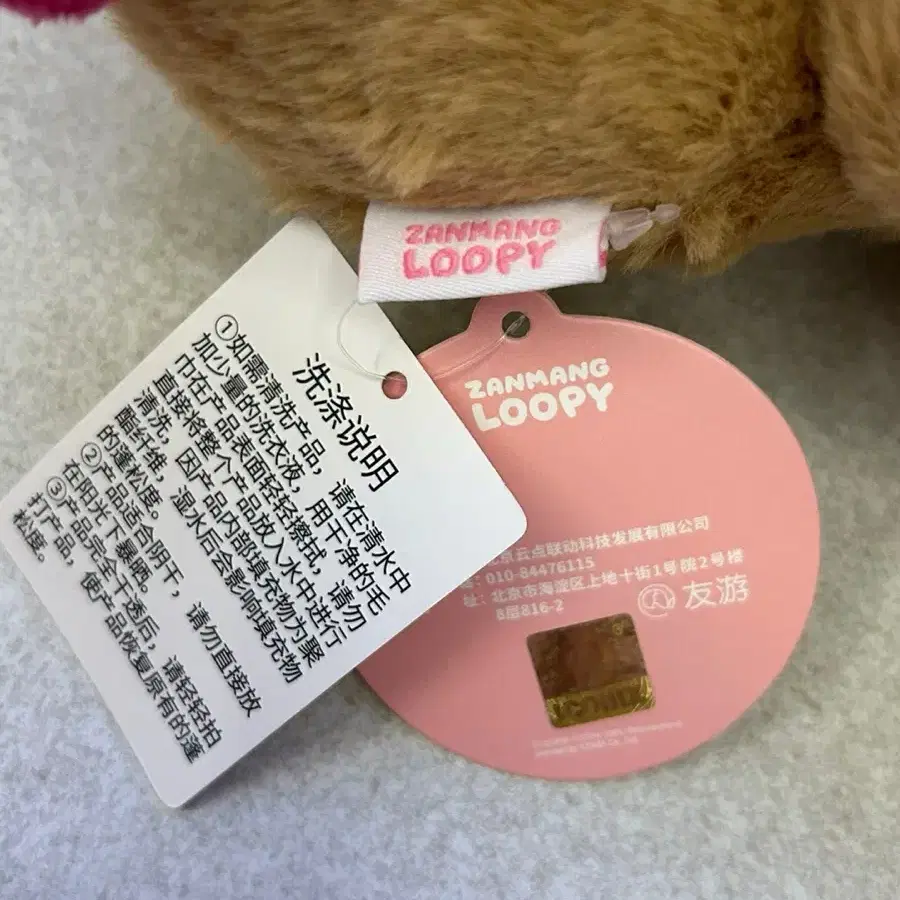 ZANMANG
LOOPY
洗涤说明
①如需清洗产品，请在清水中
加少量的洗衣液，用干净的毛
巾在产品表面轻轻擦拭，请勿
直接将整个产品放入水中进行
清洗，因产品内部填充物为聚
酯纤维，湿水后会影响填充物
的蓬松度。
②产品适合阴干，请勿直接放
在阳光下暴晒。
③产品完全干透后，请轻轻拍
打产品，使产品恢复原有的蓬
松度。
ZANMANG
LOOPY
京云点联动科技发展有限公司
：010-84476115
址：北京市海淀区上地十街1号院2号楼
8层816-2
友游